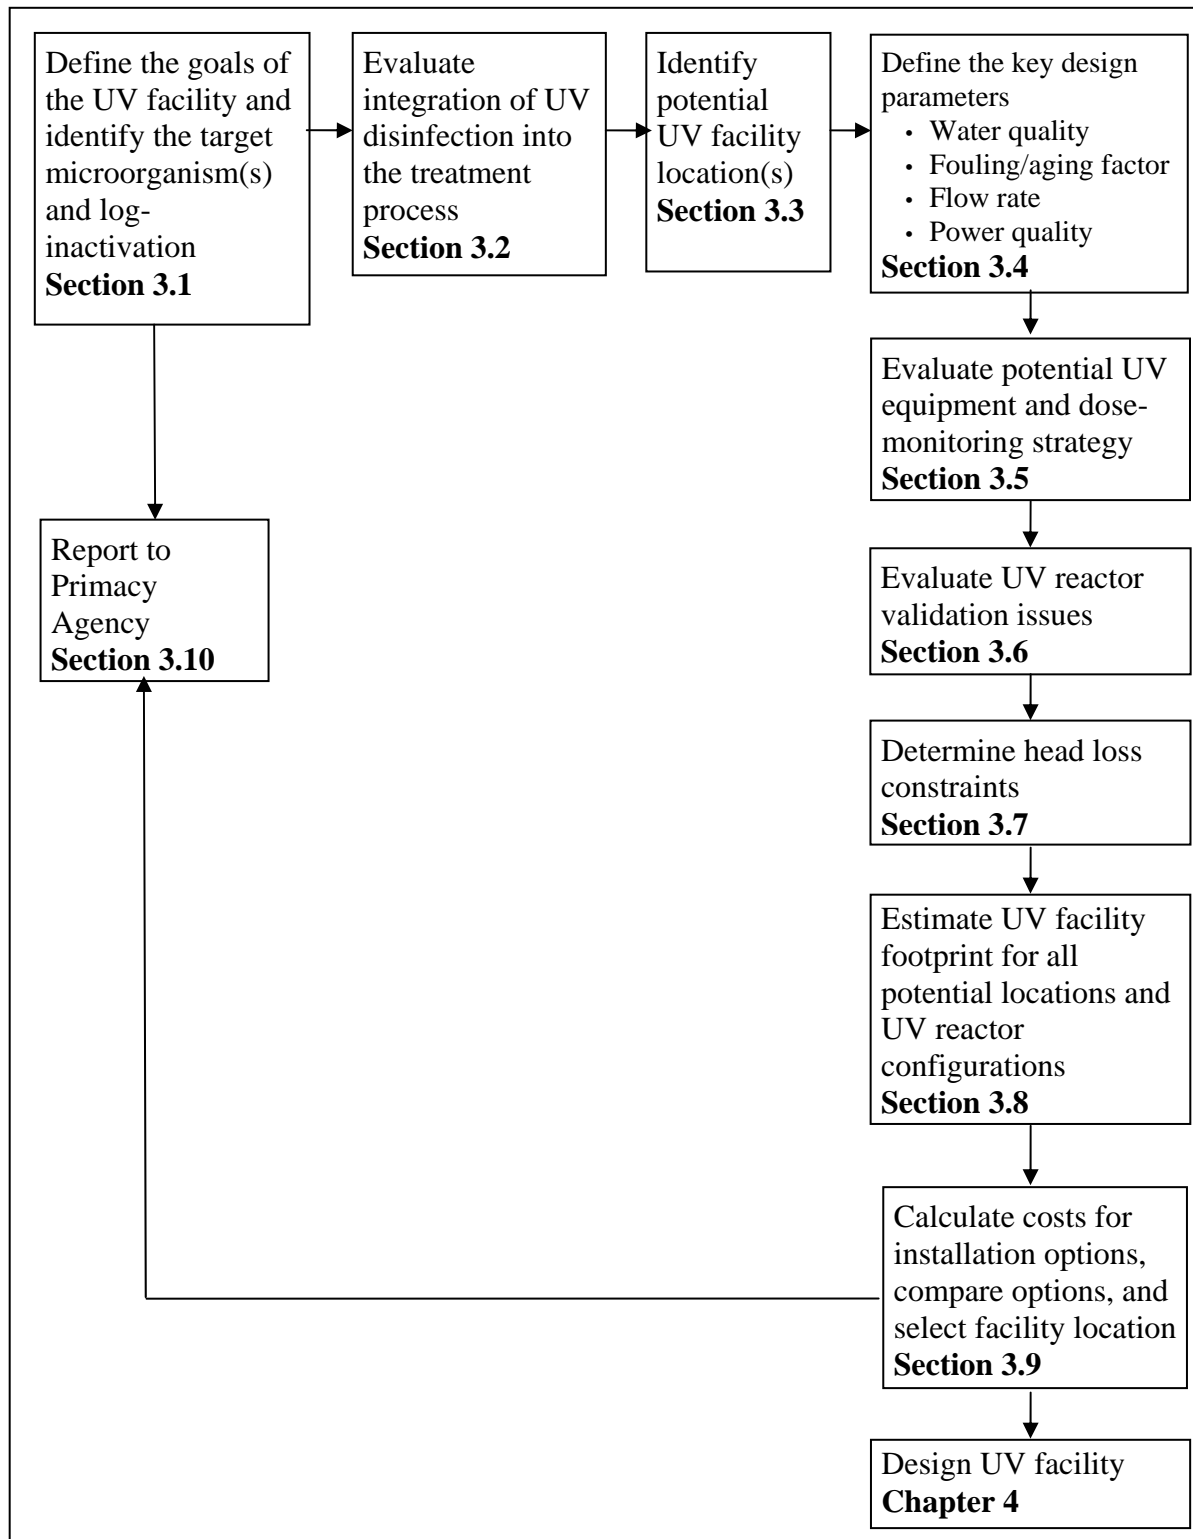 Define the goals of
the UV facility and
identify the target
microorganism(s)
and log-
inactivation
Section 3.1
Evaluate
integration of UV
disinfection into
the treatment
process
Section 3.2
Identify
potential
UV facility
location(s)
Section 3.3
Define the key design
parameters
• Water quality
• Fouling/aging factor
• Flow rate
• Power quality
Section 3.4
Evaluate potential UV
equipment and dose-
monitoring strategy
Section 3.5
Report to
Primacy
Agency
Section 3.10
Evaluate UV reactor
validation issues
Section 3.6
Determine head loss
constraints
Section 3.7
Estimate UV facility
footprint for all
potential locations and
UV reactor
configurations
Section 3.8
Calculate costs for
installation options,
compare options, and
select facility location
Section 3.9
Design UV facility
Chapter 4